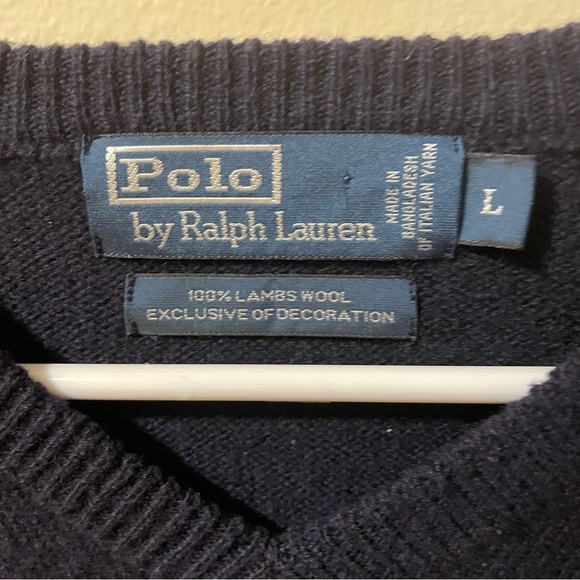 Polo
by Ralph Lauren
MADE IN
BANGLADESH
OF ITALIAN YARN
L
100% LAMBS WOOL
EXCLUSIVE OF DECORATION